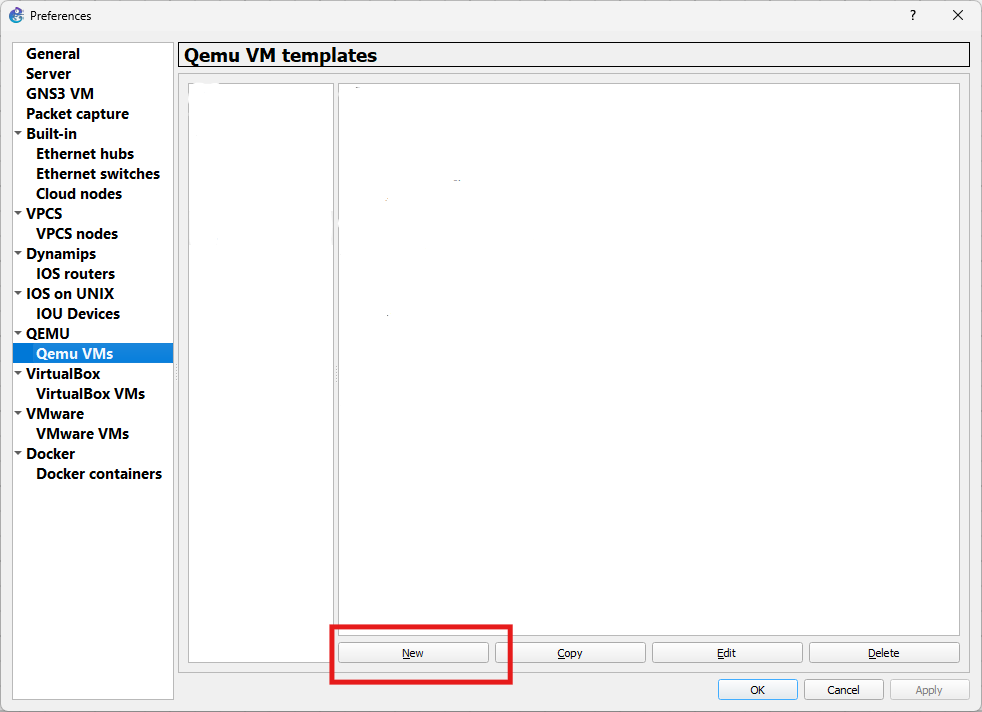 Preferences
?
General
Server
GNS3 VM
Packet capture
Built-in
Ethernet hubs
Ethernet switches
Cloud nodes
VPCS
VPCS nodes
Dynamips
IOS routers
IOS on UNIX
IOU Devices
QEMU
Qemu VMs
VirtualBox
VirtualBox VMs
VMware
VMware VMs
Docker
Docker containers
Qemu VM templates
New
Copy
Edit
Delete
OK
Cancel
Apply